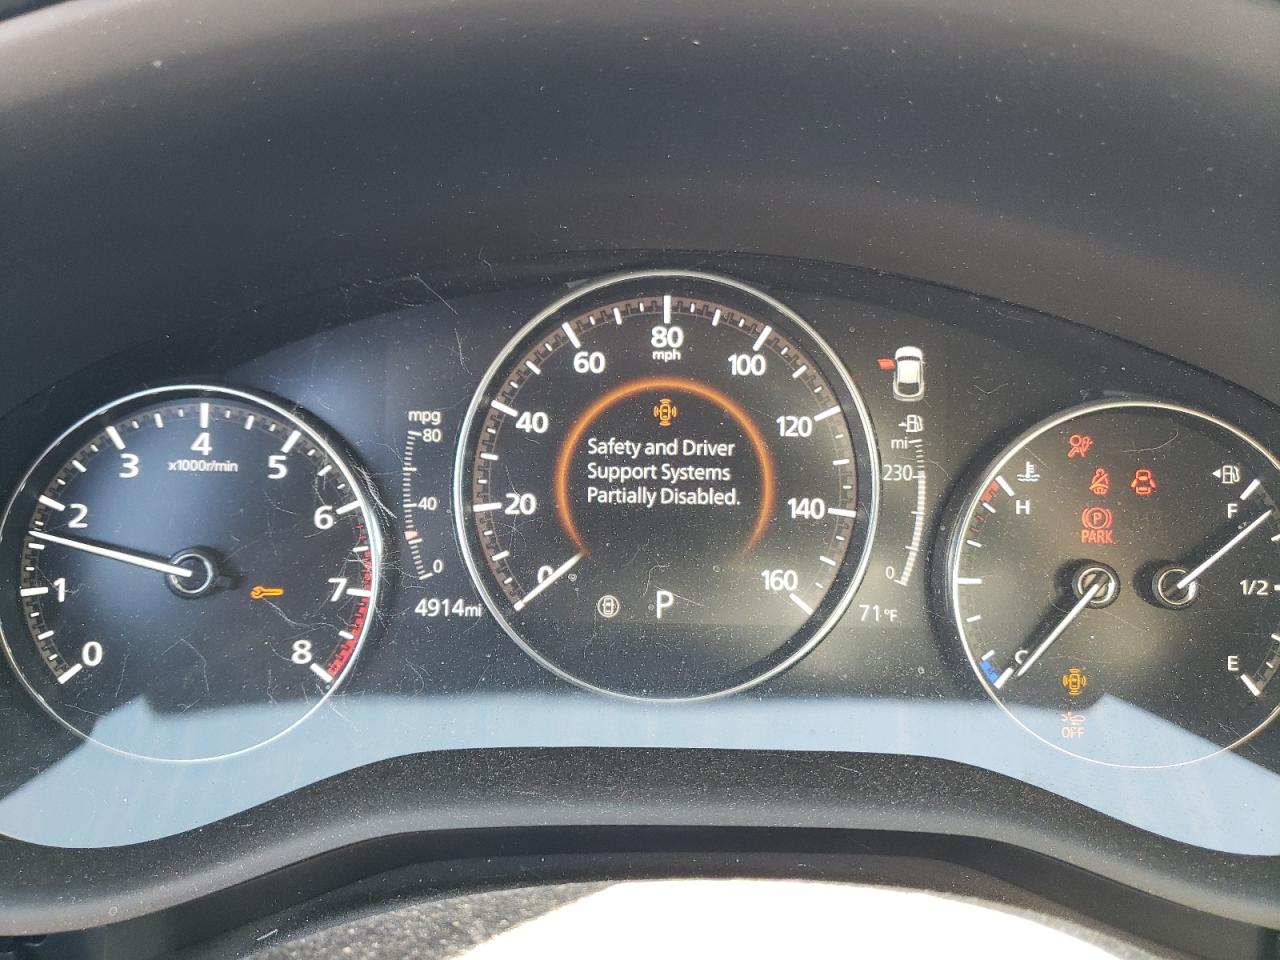 0
1
2
3
4
x1000r/min
5
6
7
8
mpg
80
40
0
4914mi
0
20
40
60
80
mph
100
120
140
160
Safety and Driver
Support Systems
Partially Disabled.
P
mi
230
0
71°F
H
C
P
PARK
OFF
F
1/2
E